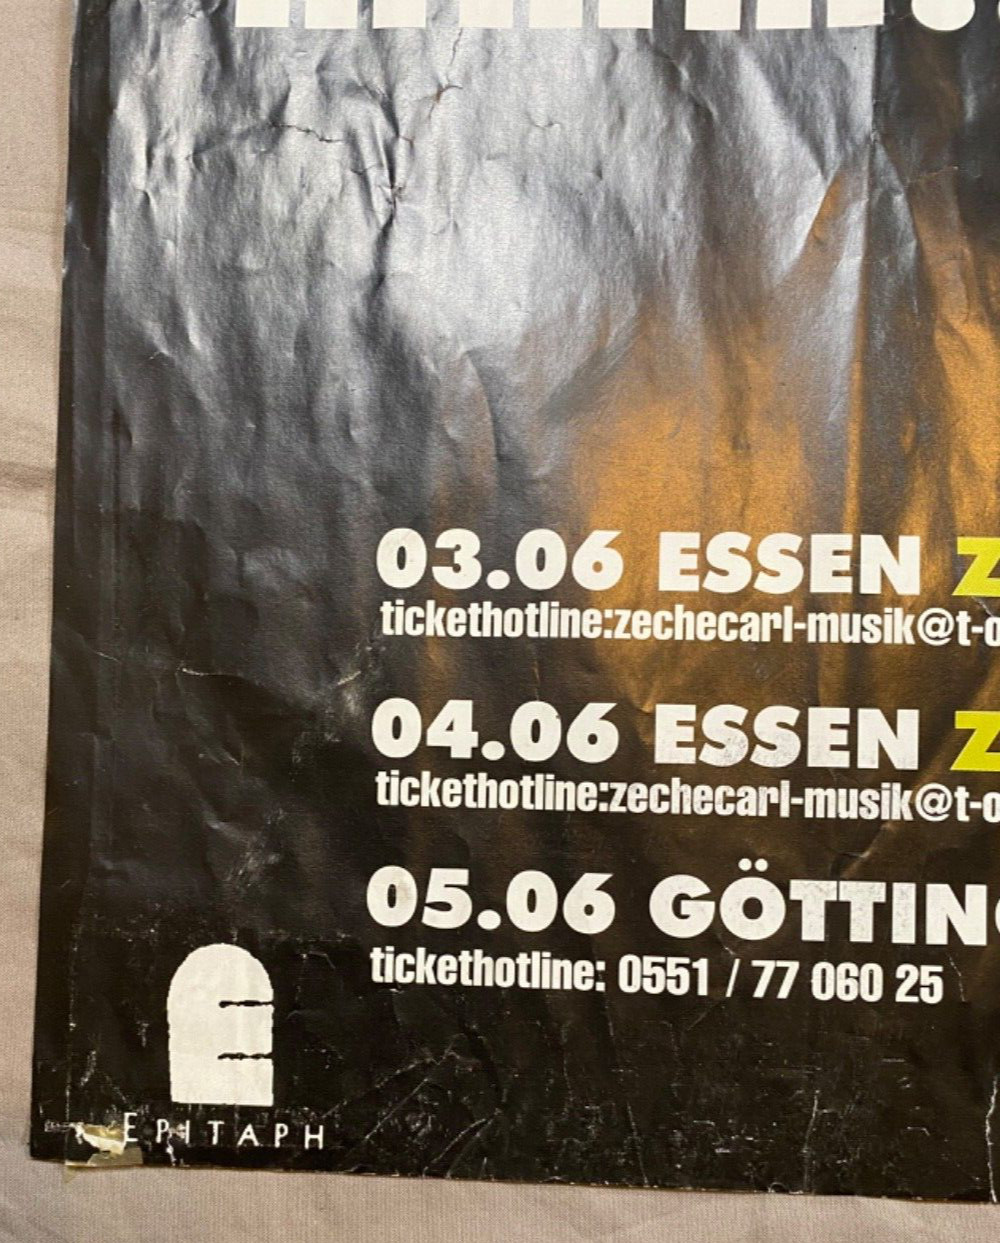 03.06 ESSEN Z
tickethotline:zechecarl-musik@t-o
04.06 ESSEN Z
tickethotline:zechecarl-musik@t-o
05.06 GÖTTING
tickethotline: 0551 / 77 060 25
EPITAPH